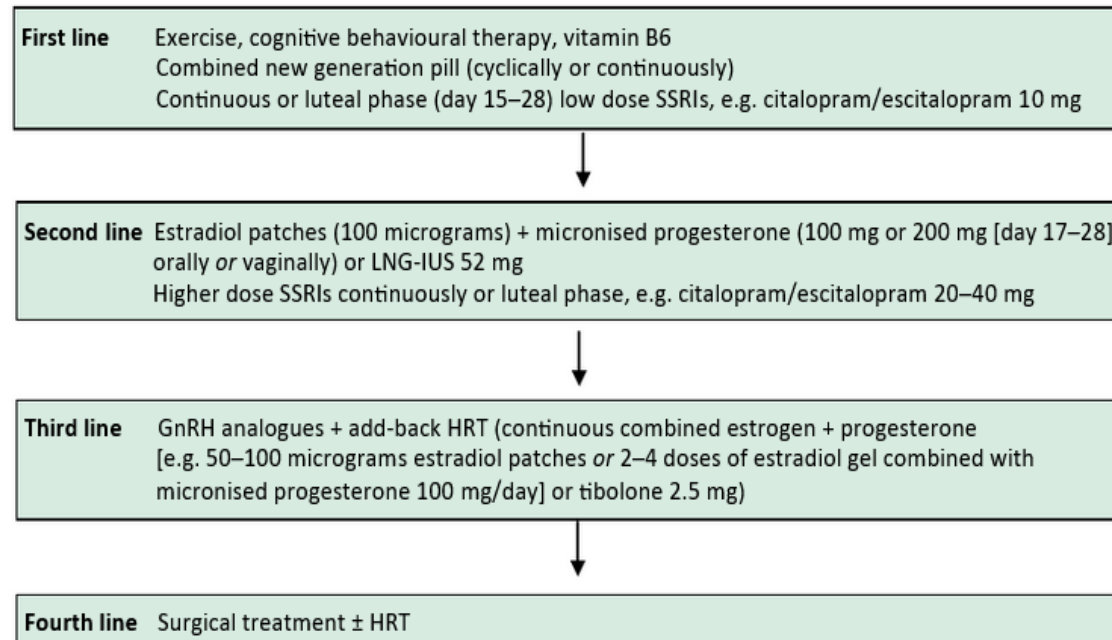 First line Exercise, cognitive behavioural therapy, vitamin B6
Combined new generation pill (cyclically or continuously)
Continuous or luteal phase (day 15–28) low dose SSRIs, e.g. citalopram/escitalopram 10 mg
Second line Estradiol patches (100 micrograms) + micronised progesterone (100 mg or 200 mg [day 17–28]
orally or vaginally) or LNG-IUS 52 mg
Higher dose SSRIs continuously or luteal phase, e.g. citalopram/escitalopram 20–40 mg
Third line GnRH analogues + add-back HRT (continuous combined estrogen + progesterone
[e.g. 50–100 micrograms estradiol patches or 2–4 doses of estradiol gel combined with
micronised progesterone 100 mg/day] or tibolone 2.5 mg)
Fourth line Surgical treatment ± HRT